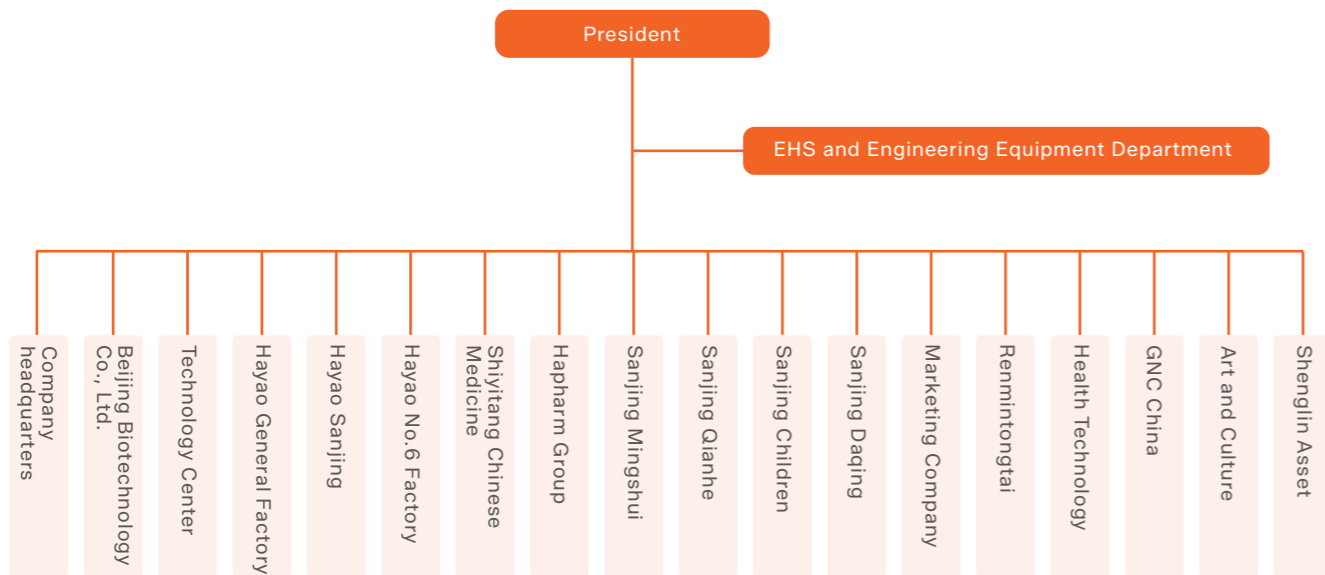 President
EHS and Engineering Equipment Department
Company
headquarters
Beijing Biotechnology
Co., Ltd.
Technology Center
Hayao General Factory
Hayao Sanjing
Hayao No.6 Factory
Shiyitang Chinese
Medicine
Hapharm Group
Sanjing Mingshui
Sanjing Qianhe
Sanjing Children
Sanjing Daqing
Marketing Company
Renmintongtai
Health Technology
GNC China
Art and Culture
Shenglin Asset